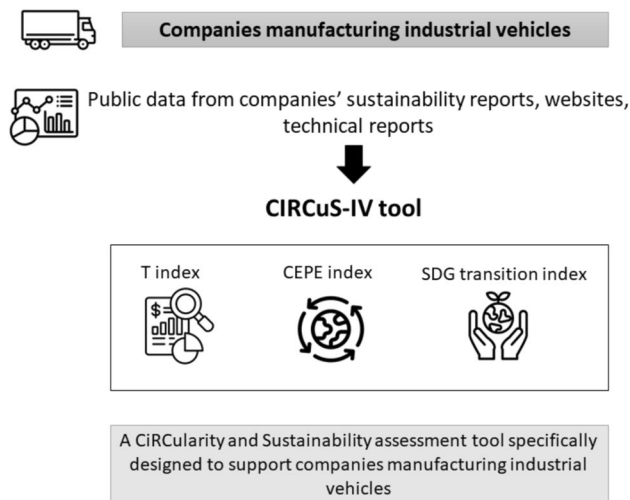 Companies manufacturing industrial vehicles
Public data from companies’ sustainability reports, websites,
technical reports
CIRCuS-IV tool
T index
CEPE index
SDG transition index
$
A CiRCularity and Sustainability assessment tool specifically
designed to support companies manufacturing industrial
vehicles